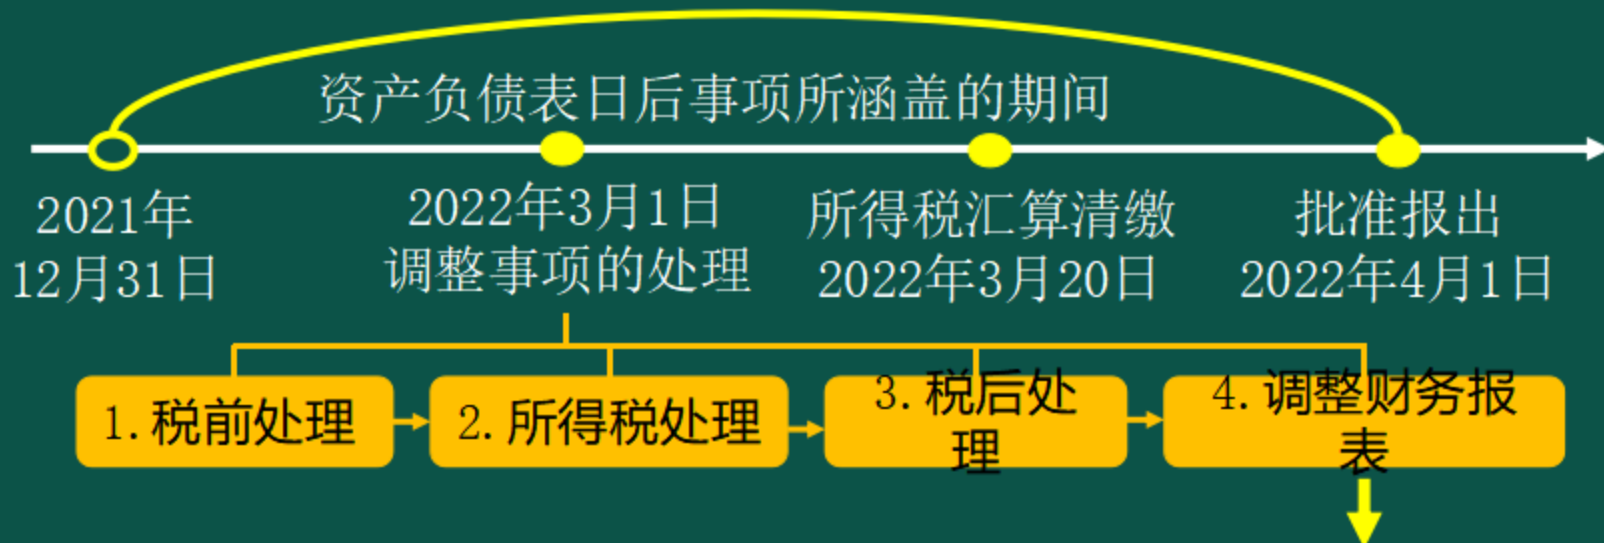 资产负债表日后事项所涵盖的期间
2021年
12月31日
2022年3月1日
调整事项的处理
所得税汇算清缴
2022年3月20日
批准报出
2022年4月1日
1.税前处理
2.所得税处理
3.税后处
理
4.调整财务报
表